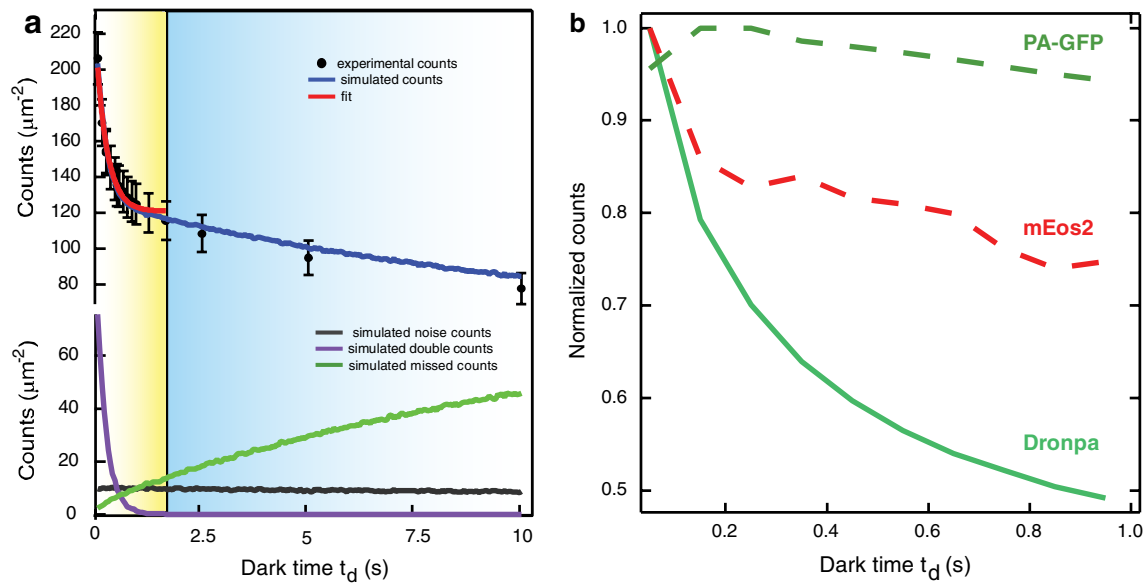 a
220
200
180
160
140
120
100
80
60
40
20
0
Counts (μm-2)
Counts (μm-2)
experimental counts
simulated counts
fit
simulated noise counts
simulated double counts
simulated missed counts
0 2.5 5 7.5 10
Dark time td (s)
b
1.0
0.9
0.8
0.7
0.6
0.5
Normalized counts
PA-GFP
mEos2
Dronpa
0.2 0.4 0.6 0.8 1.0
Dark time td (s)